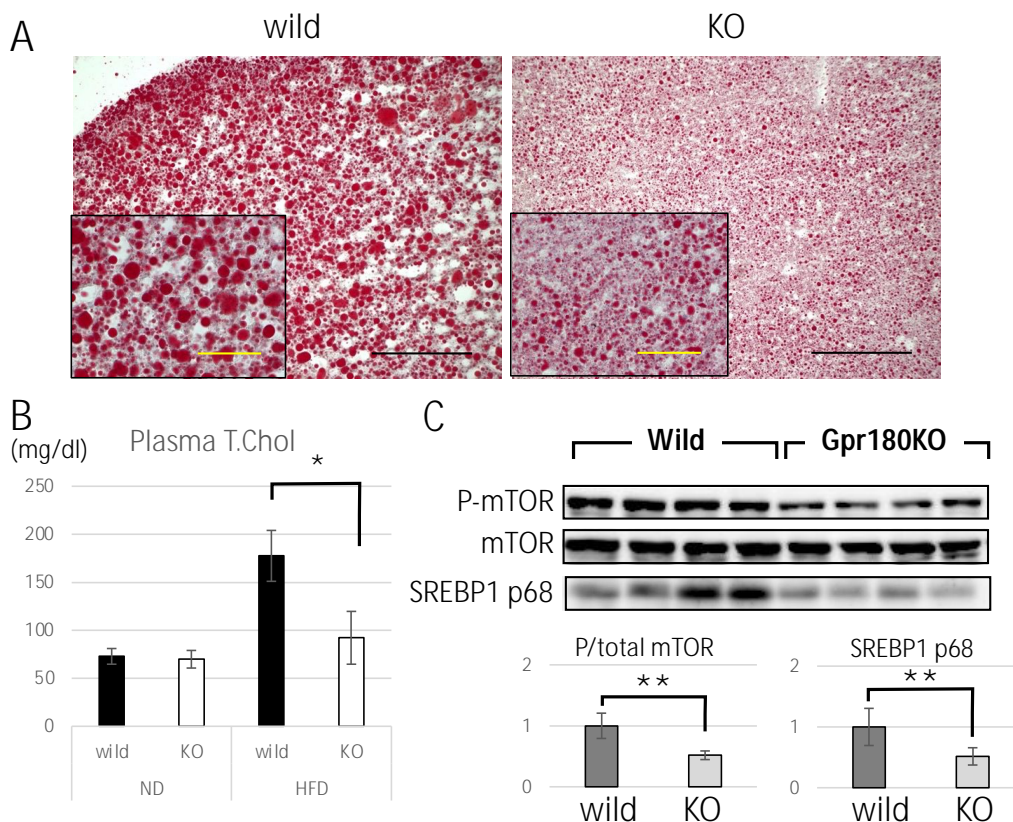 A
wild
KO
B
(mg/dl)
Plasma T.Chol
*
250
200
150
100
50
0
wild
KO
wild
KO
ND
HFD
C
Wild
Gpr180KO
P-mTOR
mTOR
SREBP1 p68
P/total mTOR
2
**
1
0
wild
KO
SREBP1 p68
2
**
1
0
wild
KO